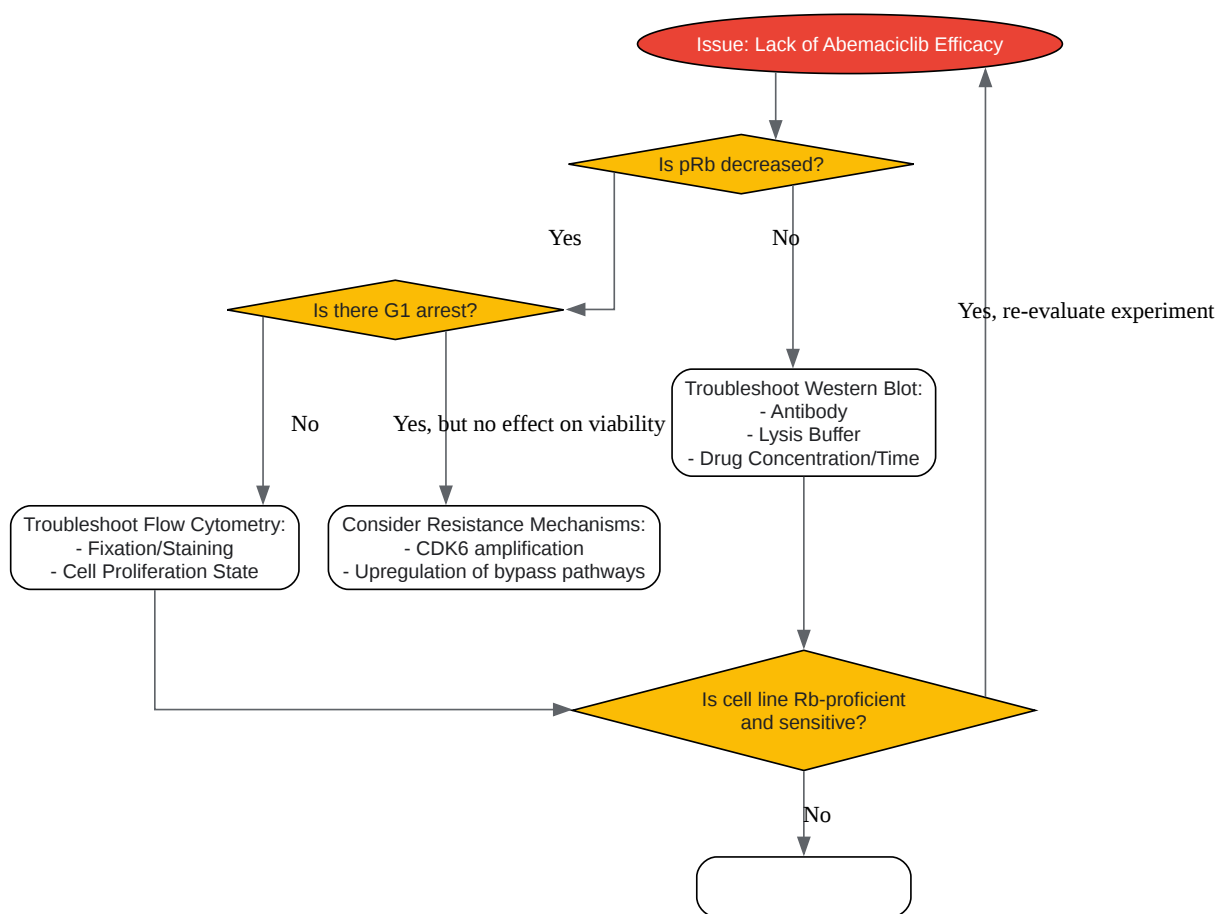 Issue: Lack of Abemaciclib Efficacy
Is pRb decreased?
Yes
No
Is there G1 arrest?
Yes, re-evaluate experiment
Troubleshoot Western Blot:
- Antibody
- Lysis Buffer
- Drug Concentration/Time
No
Yes, but no effect on viability
Troubleshoot Flow Cytometry:
- Fixation/Staining
- Cell Proliferation State
Consider Resistance Mechanisms:
- CDK6 amplification
- Upregulation of bypass pathways
Is cell line Rb-proficient
and sensitive?
No